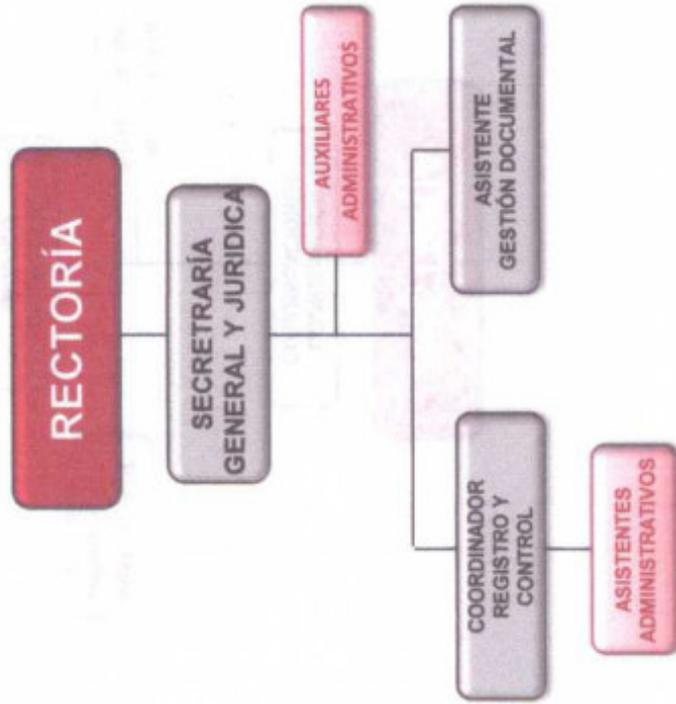 RECTORÍA
SECRETRARÍA
GENERAL Y JURIDICA
AUXILIARES
ADMINISTRATIVOS
COORDINADOR
REGISTRO Y
CONTROL
ASISTENTE
GESTIÓN DOCUMENTAL
ASISTENTES
ADMINISTRATIVOS